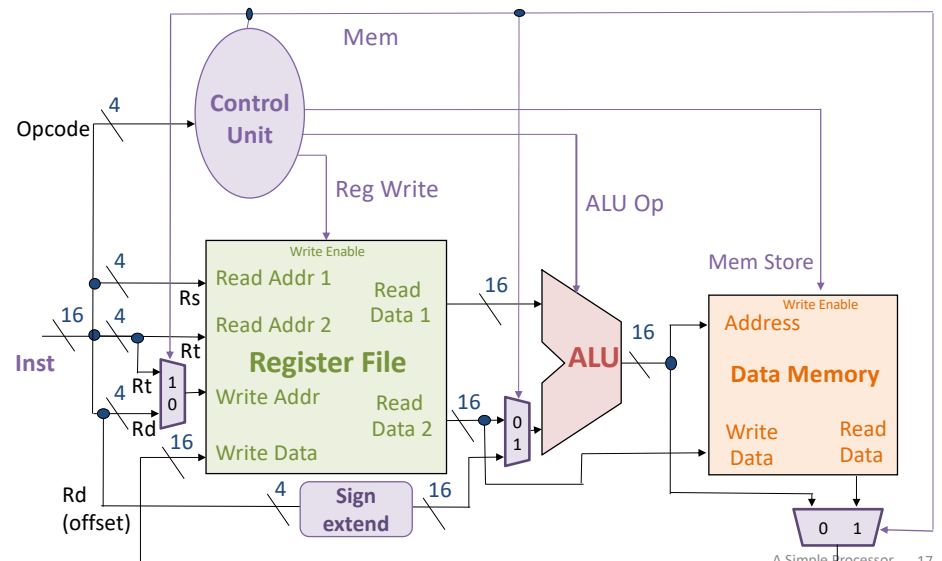 Mem
4
Control
Unit
Opcode
Reg Write
ALU Op
Mem Store
Write Enable
4
Read Addr 1
Rs
Read
Data 1
16
16
4
Read Addr 2
Rt
Inst
Rt
1
0
Register File
Write Addr
4
Rd
Read
Data 2
16
0
1
ALU
16
Write Enable
Address
Data Memory
Write
Data
Read
Data
16
Write Data
Rd
(offset)
4
Sign
extend
16
0 1
A Simple Processor 17